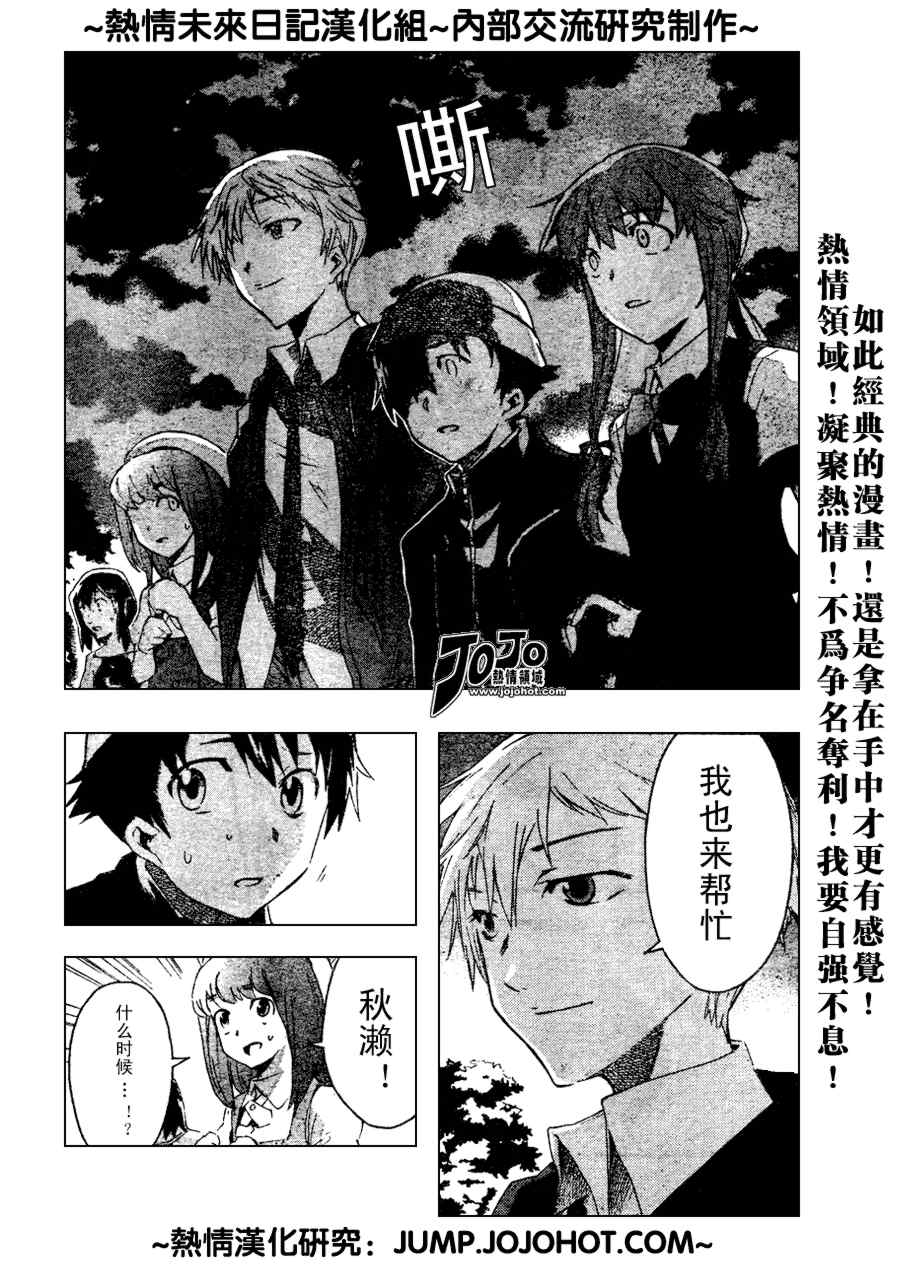 ~熱情未來日記漢化組~內部交流研究制作~
嘶
如此經典的漫畫！還是拿在手中才更有感覺！
熱情領域！凝聚熱情！不爲争名奪利！我要自强不息！
JOJO
熱情領域
www.jojohot.com
我也来帮忙
秋濑！
什么时候…！？
~熱情漢化研究：JUMP.JOJOHOT.COM~